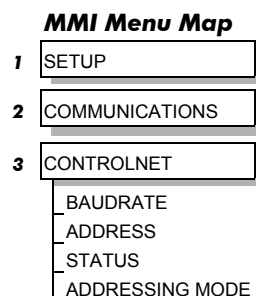 MMI Menu Map
1 SETUP
2 COMMUNICATIONS
3 CONTROLNET
BAUDRATE
ADDRESS
STATUS
ADDRESSING MODE